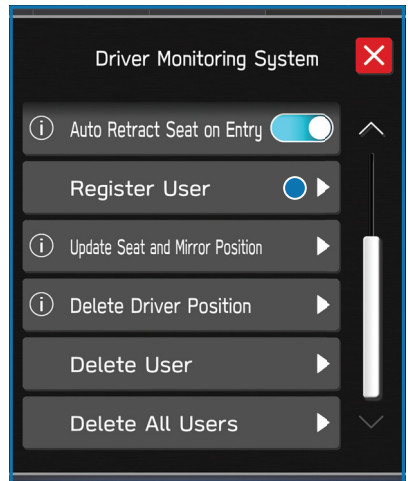 Driver Monitoring System
Auto Retract Seat on Entry
Register User
Update Seat and Mirror Position
Delete Driver Position
Delete User
Delete All Users